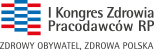 I Kongres Zdrowia
Pracodawców RP
ZDROWY OBYWATEL, ZDROWA POLSKA